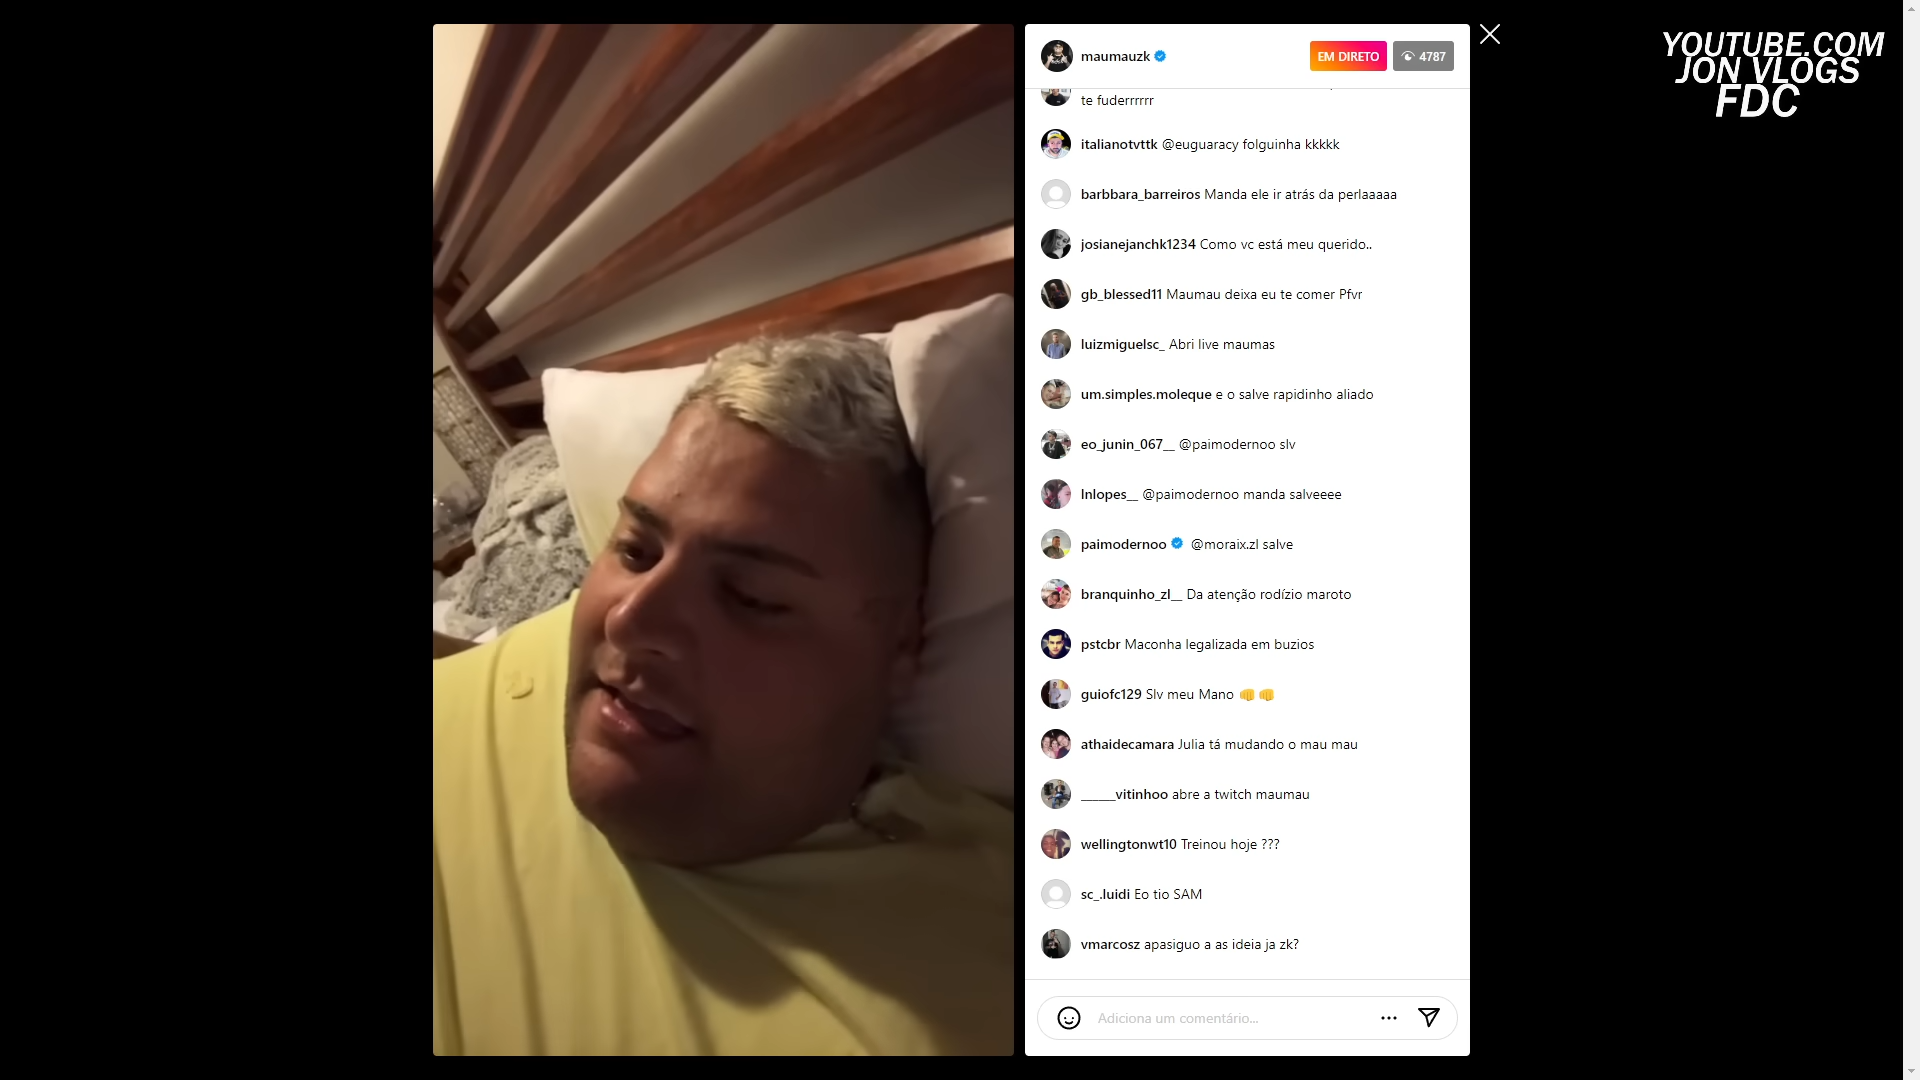 YOUTUBE.COM
JON VLOGS
FDC
maumauzk
EM DIRETO
4787
te fuderrrrrr
italianotvttk @euguaracy folguinha kkkkk
barbbara_barreiros Manda ele ir atrás da perlaaaaa
josianejanchk1234 Como vc está meu querido..
gb_blessed11 Maumau deixa eu te comer Pfvr
luizmiguelsc_ Abri live maumas
um.simples.moleque e o salve rapidinho aliado
eo_junin_067__ @paimodernoo slv
lnlopes__ @paimodernoo manda salveeee
paimodernoo @moraix.zl salve
branquinho_zl__ Da atenção rodízio maroto
pstcbr Maconha legalizada em buzios
guiofc129 Slv meu Mano 👊👊
athaidecamara Julia tá mudando o mau mau
______vitinhoo abre a twitch maumau
wellingtonwt10 Treinou hoje ???
sc_.luidi Eo tio SAM
vmarcosz apasiguo a as ideia ja zk?
Adiciona um comentário...